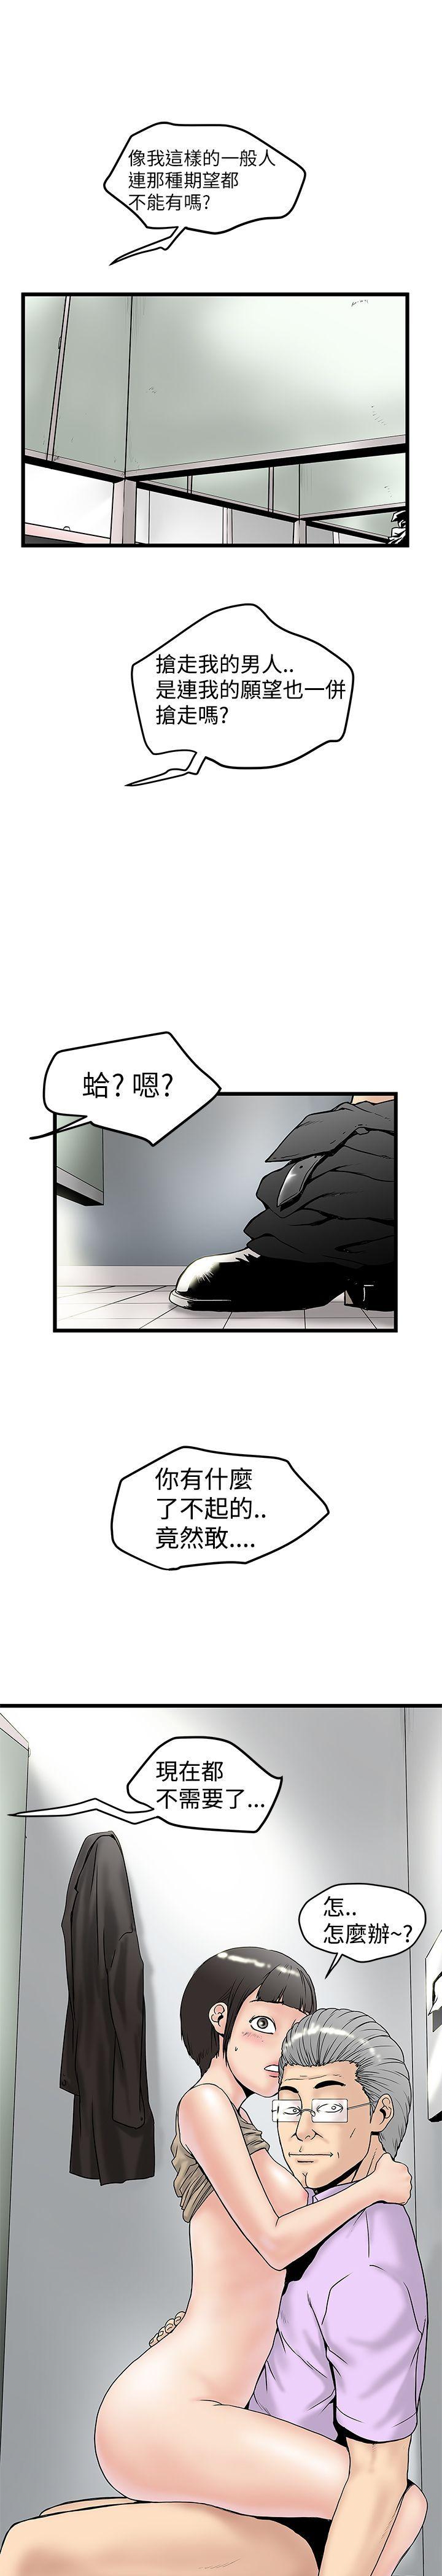 像我這樣的一般人
連那種期望都
不能有嗎?
搶走我的男人..
是連我的願望也一併
搶走嗎?
蛤? 嗯?
你有什麼
了不起的..
竟然敢....
現在都
不需要了...
怎..
怎麼辦~?